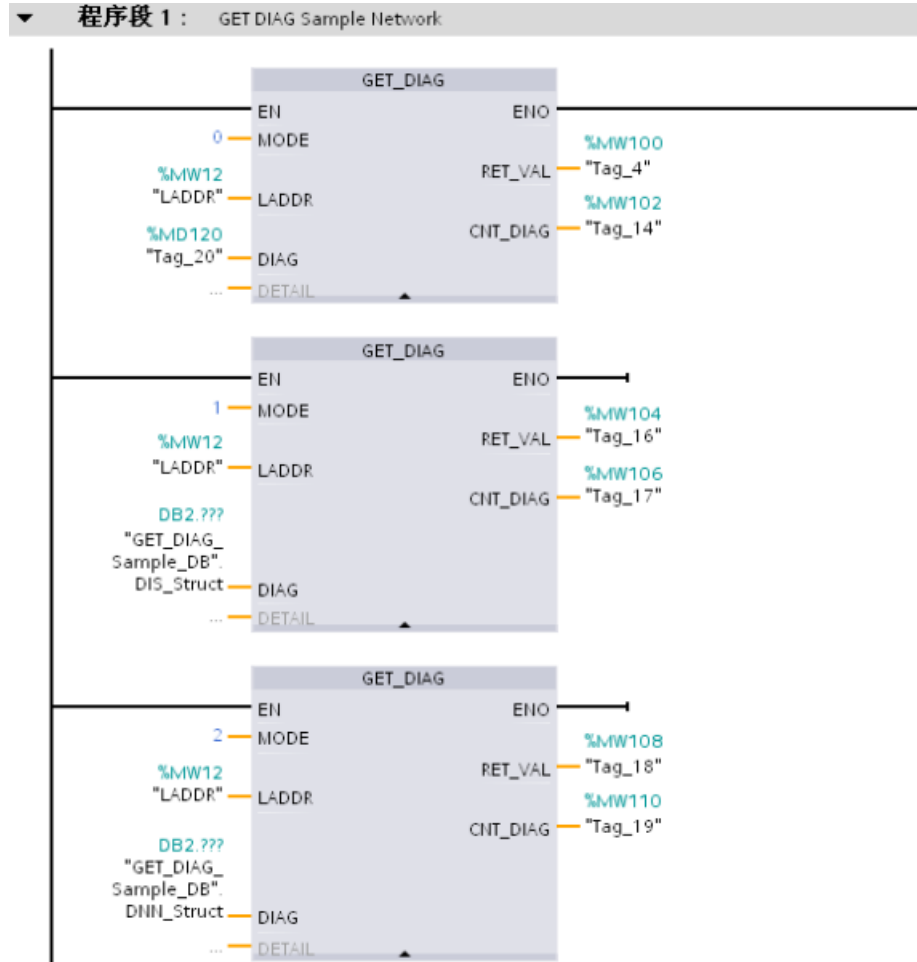 程序段 1： GET DIAG Sample Network
GET_DIAG
EN ENO
0 MODE
%MW100
RET_VAL "Tag_4"
%MW12
"LADDR" LADDR
%MW102
CNT_DIAG "Tag_14"
%MD120
"Tag_20" DIAG
... DETAIL
GET_DIAG
EN ENO
1 MODE
%MW104
RET_VAL "Tag_16"
%MW12
"LADDR" LADDR
%MW106
CNT_DIAG "Tag_17"
DB2.???
"GET_DIAG_
Sample_DB".
DIS_Struct DIAG
... DETAIL
GET_DIAG
EN ENO
2 MODE
%MW108
RET_VAL "Tag_18"
%MW12
"LADDR" LADDR
%MW110
CNT_DIAG "Tag_19"
DB2.???
"GET_DIAG_
Sample_DB".
DNN_Struct DIAG
... DETAIL